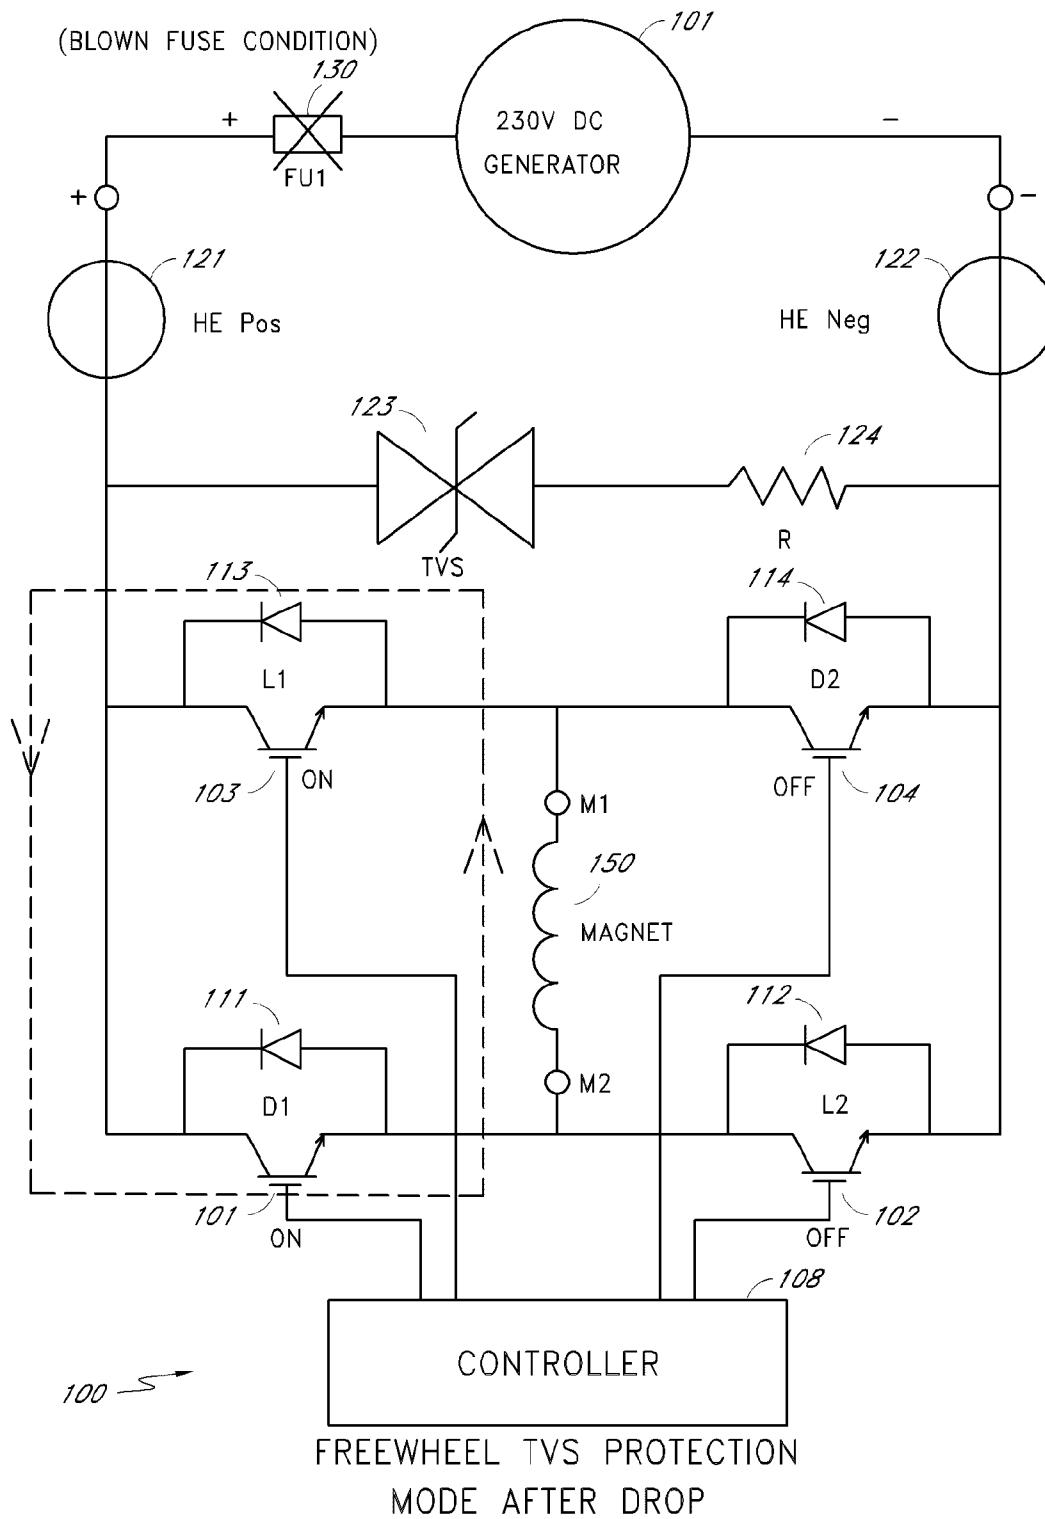 101
(BLOWN FUSE CONDITION)
130
+
230V DC
GENERATOR
-
FU1
+
-
121
122
HE Pos
HE Neg
123
124
TVS
R
113
114
L1
D2
103
ON
OFF
104
M1
150
MAGNET
111
112
M2
D1
L2
101
ON
OFF
102
108
CONTROLLER
100
FREEWHEEL TVS PROTECTION
MODE AFTER DROP